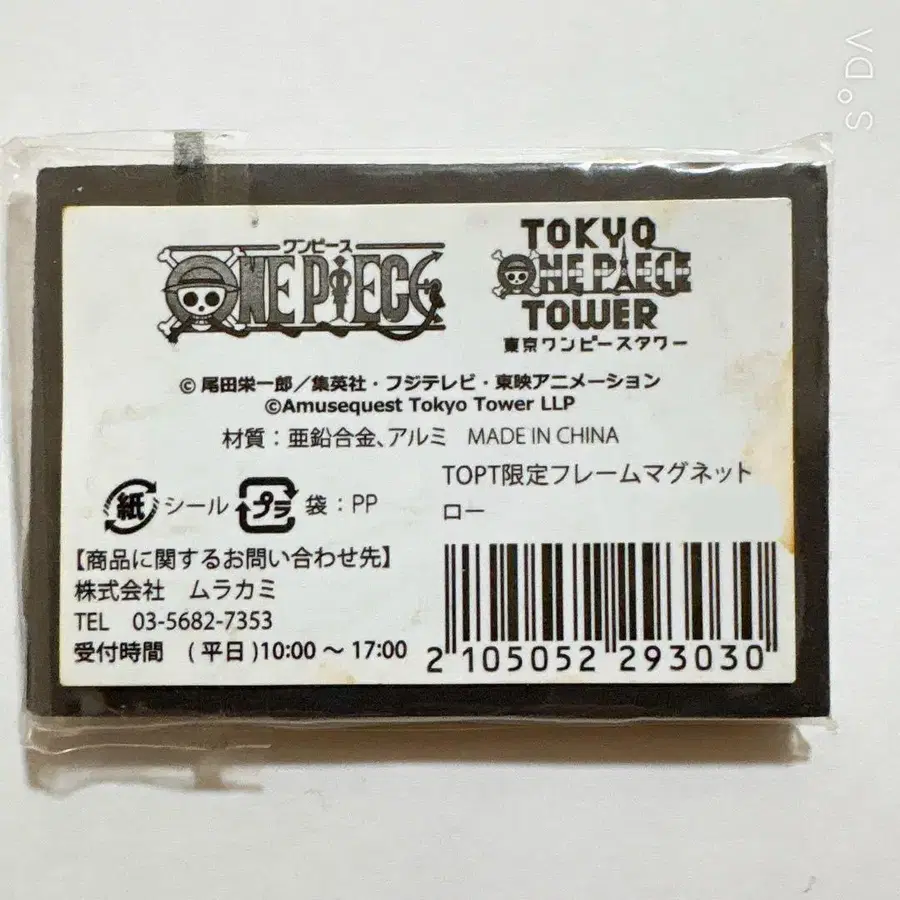 SODA
ワンピース
ONE PIECE
TOKYO
ONE PIECE
TOWER
東京ワンピースタワー
© 尾田栄一郎／集英社・フジテレビ・東映アニメーション
©Amusequest Tokyo Tower LLP
材質：亜鉛合金、アルミ MADE IN CHINA
紙 シール プラ 袋：PP
TOPT限定フレームマグネット
ロー
【商品に関するお問い合わせ先】
株式会社 ムラカミ
TEL 03-5682-7353
受付時間 (平日)10:00～17:00
2 105052 293030